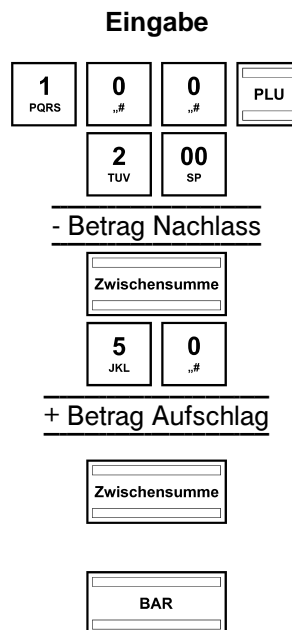 Eingabe
1 0 0 PLU
PQRS „# „#
2 00
TUV SP
- Betrag Nachlass
Zwischensumme
5 0
JKL „#
+ Betrag Aufschlag
Zwischensumme
BAR